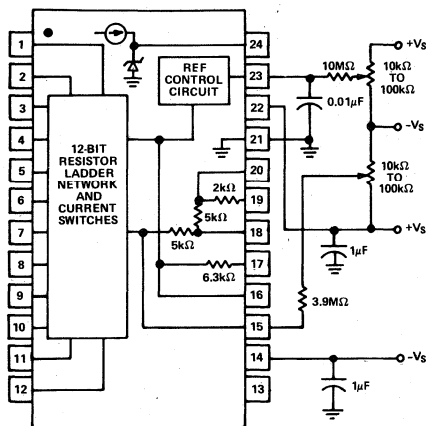 1
2
3
4
5
6
7
8
9
10
11
12
12-BIT
RESISTOR
LADDER
NETWORK
AND
CURRENT
SWITCHES
REF
CONTROL
CIRCUIT
2kΩ
5kΩ
5kΩ
6.3kΩ
24
23
22
21
20
19
18
17
16
15
14
13
10MΩ
0.01μF
+VS
10kΩ
TO
100kΩ
-VS
10kΩ
TO
100kΩ
+VS
1μF
3.9MΩ
-VS
1μF